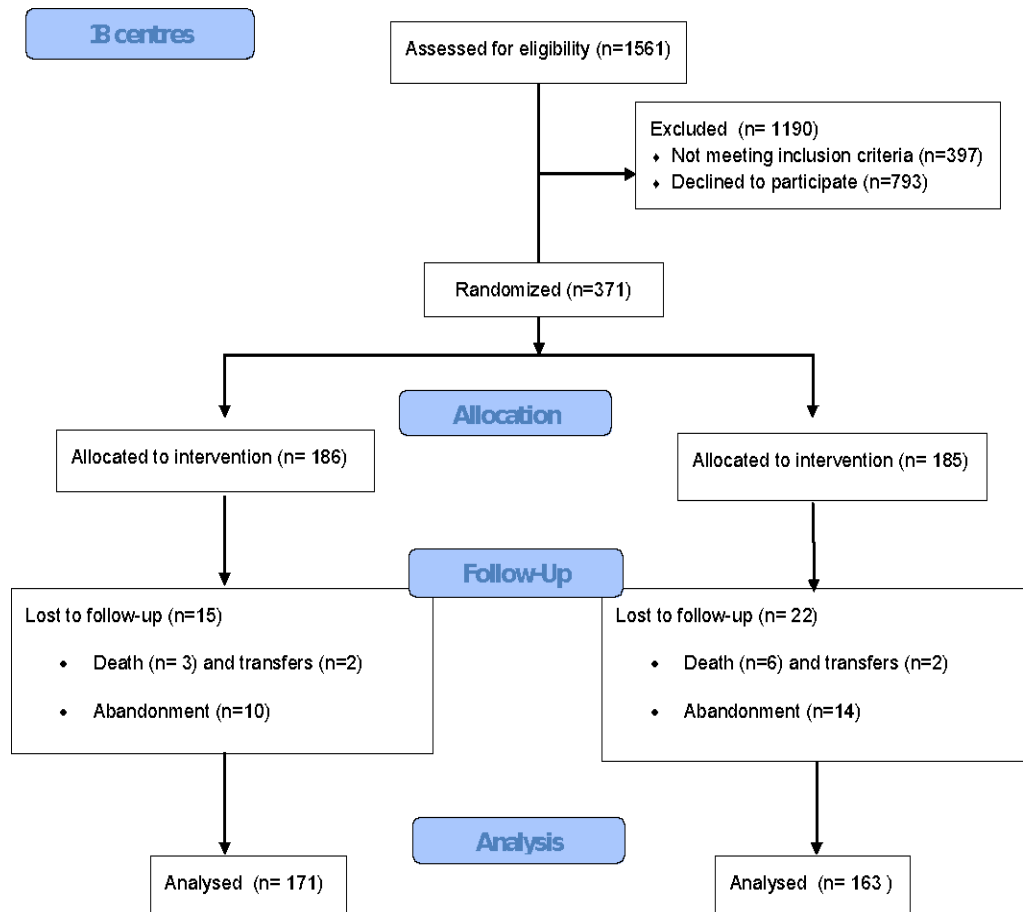 centres
Assessed for eligibility (n=1561)
Excluded (n= 1190)
♦ Not meeting inclusion criteria (n=397)
♦ Declined to participate (n=793)
Randomized (n=371)
Allocation
Allocated to intervention (n= 186)
Allocated to intervention (n= 185)
Follow-Up
Lost to follow-up (n=15)
• Death (n= 3) and transfers (n=2)
• Abandonment (n=10)
Lost to follow-up (n= 22)
• Death (n=6) and transfers (n=2)
• Abandonment (n=14)
Analysis
Analysed (n= 171)
Analysed (n= 163 )